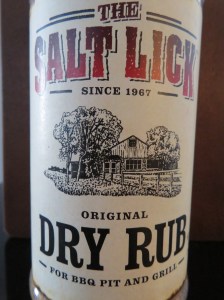 THE
SALT LICK
SINCE 1967
ORIGINAL
DRY RUB
FOR BBQ PIT AND GRILL